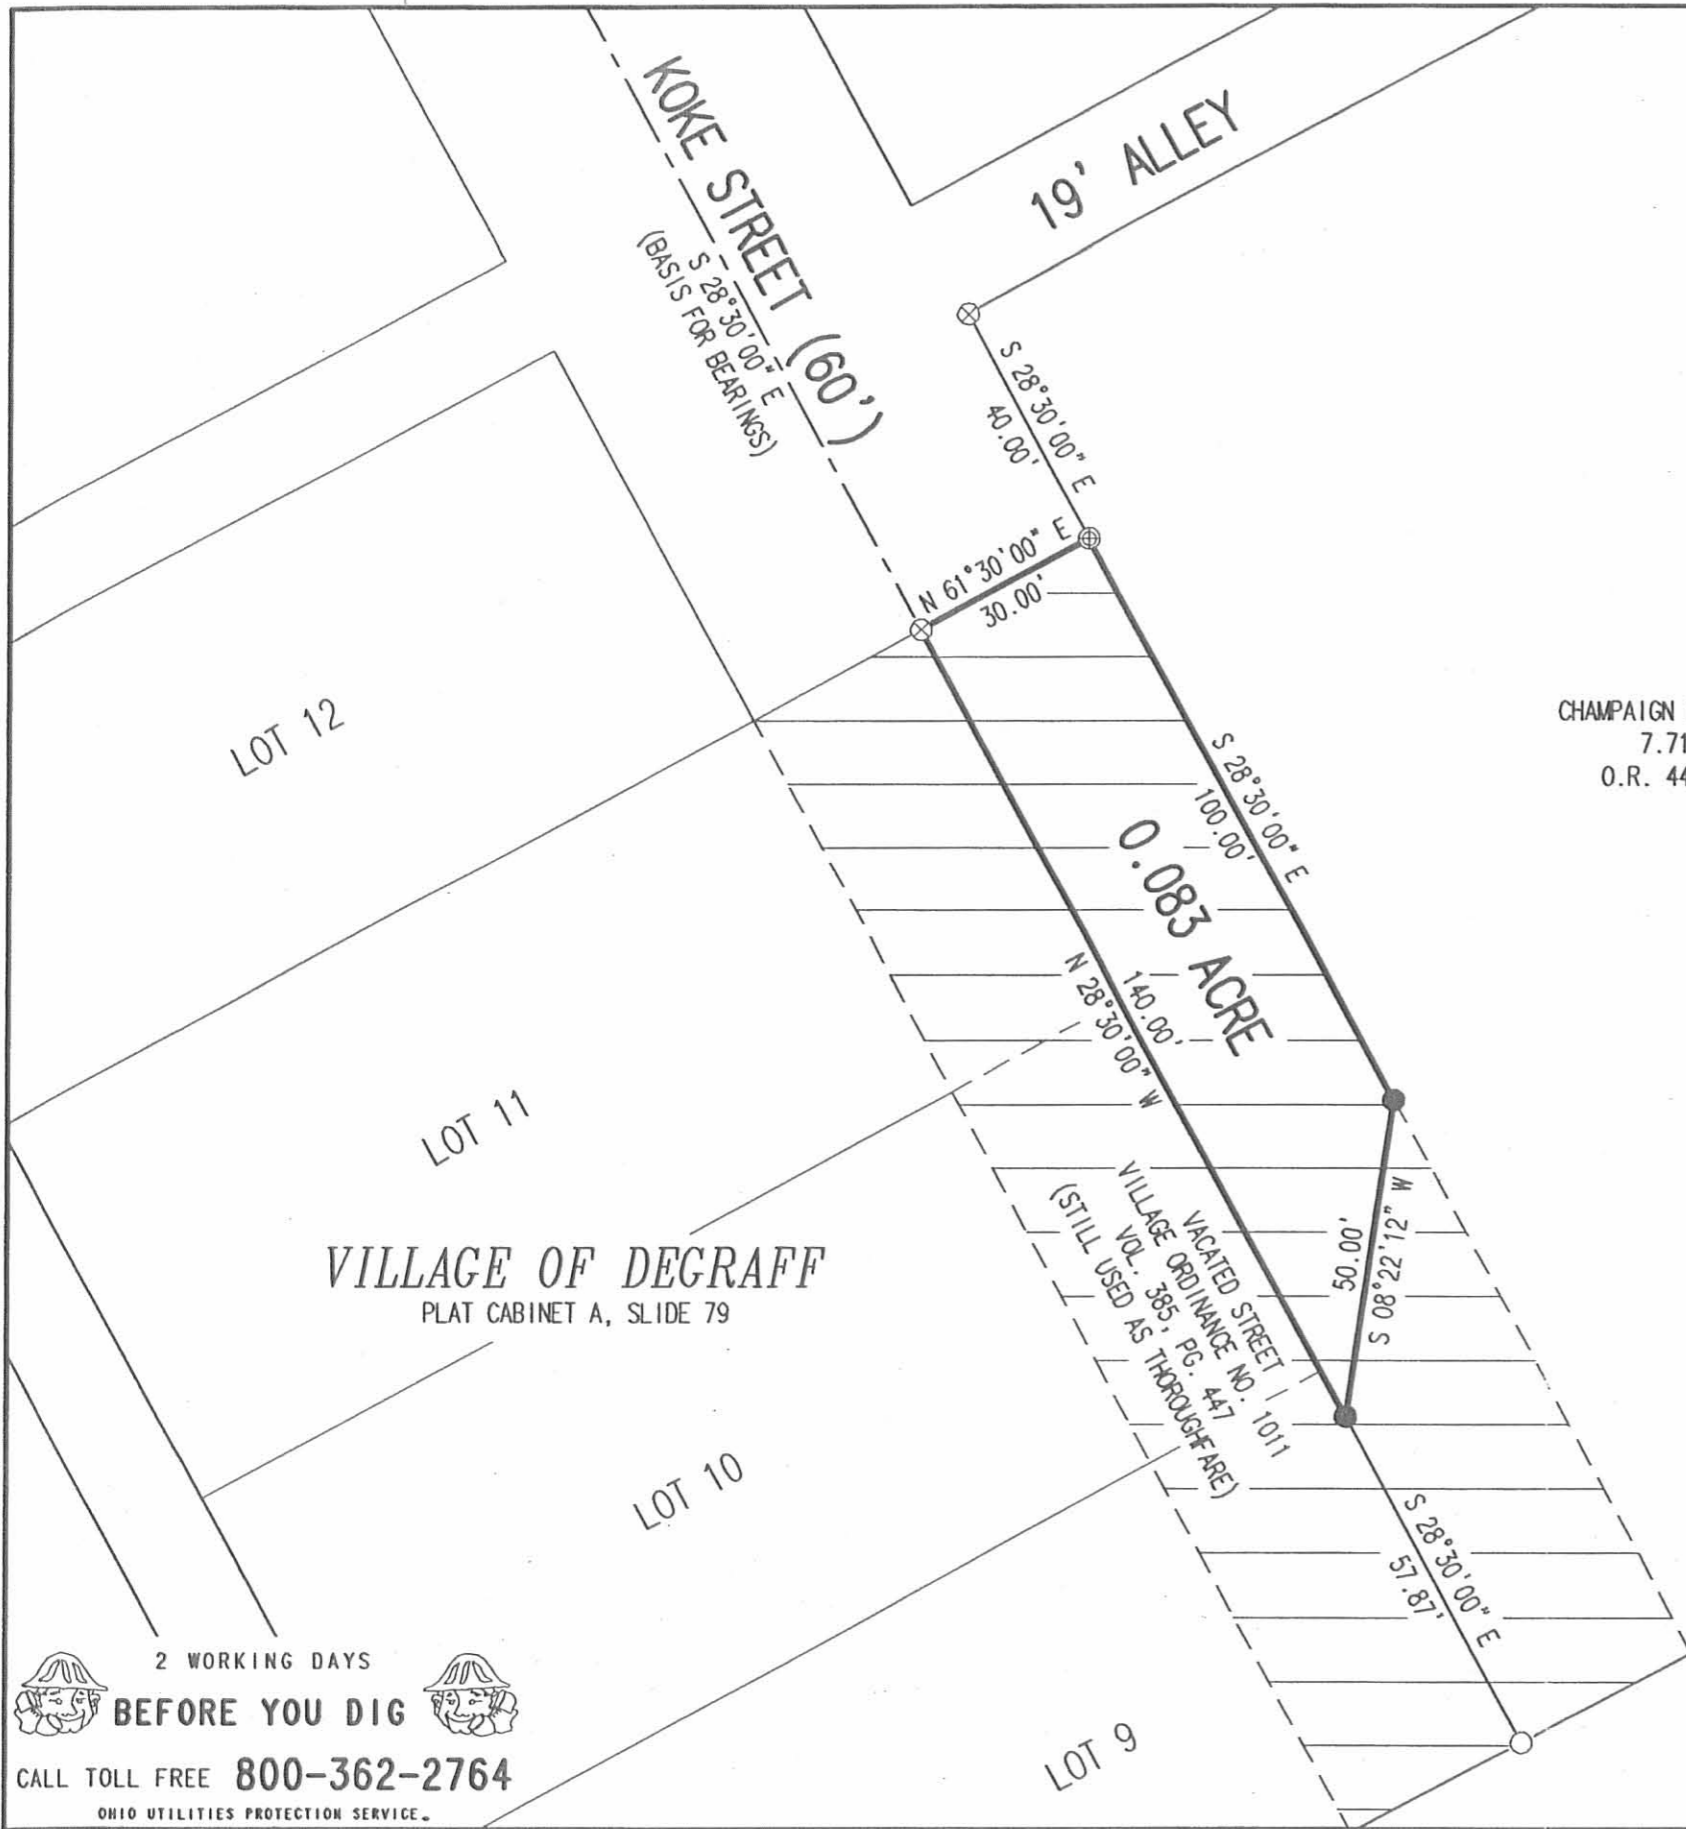 KOKE STREET (60')
S 28°30'00" E
(BASIS FOR BEARINGS)
19' ALLEY
S 28°30'00" E
40.00'
N 61°30'00" E
30.00'
LOT 12
CHAMPAIGN
7.71
O.R. 44
S 28°30'00" E
100.00'
0.083 ACRE
140.00'
N 28°30'00" W
LOT 11
VILLAGE OF DEGRAFF
PLAT CABINET A, SLIDE 79
VACATED STREET
VILLAGE ORDINANCE NO. 1011
VOL. 385, PG. 447
(STILL USED AS THOROUGHFARE)
50.00'
S 08°22'12" W
LOT 10
S 28°30'00" E
57.87'
LOT 9
2 WORKING DAYS
BEFORE YOU DIG
CALL TOLL FREE 800-362-2764
OHIO UTILITIES PROTECTION SERVICE.